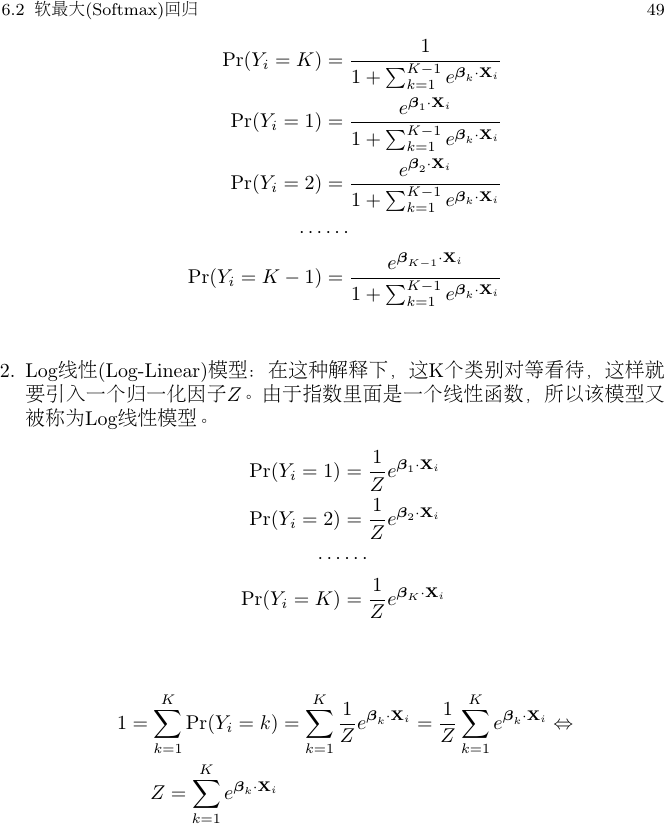 6.2 软最大(Softmax)回归 49
Pr(Y_i = K) = \frac{1}{1 + \sum_{k=1}^{K-1} e^{\boldsymbol{\beta}_k \cdot \mathbf{X}_i}}
Pr(Y_i = 1) = \frac{e^{\boldsymbol{\beta}_1 \cdot \mathbf{X}_i}}{1 + \sum_{k=1}^{K-1} e^{\boldsymbol{\beta}_k \cdot \mathbf{X}_i}}
Pr(Y_i = 2) = \frac{e^{\boldsymbol{\beta}_2 \cdot \mathbf{X}_i}}{1 + \sum_{k=1}^{K-1} e^{\boldsymbol{\beta}_k \cdot \mathbf{X}_i}}
......
Pr(Y_i = K − 1) = \frac{e^{\boldsymbol{\beta}_{K-1} \cdot \mathbf{X}_i}}{1 + \sum_{k=1}^{K-1} e^{\boldsymbol{\beta}_k \cdot \mathbf{X}_i}}
2. Log线性(Log-Linear)模型：在这种解释下，这K个类别对等看待，这样就
要引入一个归一化因子Z。由于指数里面是一个线性函数，所以该模型又
被称为Log线性模型。
Pr(Y_i = 1) = \frac{1}{Z} e^{\boldsymbol{\beta}_1 \cdot \mathbf{X}_i}
Pr(Y_i = 2) = \frac{1}{Z} e^{\boldsymbol{\beta}_2 \cdot \mathbf{X}_i}
......
Pr(Y_i = K) = \frac{1}{Z} e^{\boldsymbol{\beta}_K \cdot \mathbf{X}_i}
1 = \sum_{k=1}^{K} Pr(Y_i = k) = \sum_{k=1}^{K} \frac{1}{Z} e^{\boldsymbol{\beta}_k \cdot \mathbf{X}_i} = \frac{1}{Z} \sum_{k=1}^{K} e^{\boldsymbol{\beta}_k \cdot \mathbf{X}_i} ⇔
Z = \sum_{k=1}^{K} e^{\boldsymbol{\beta}_k \cdot \mathbf{X}_i}